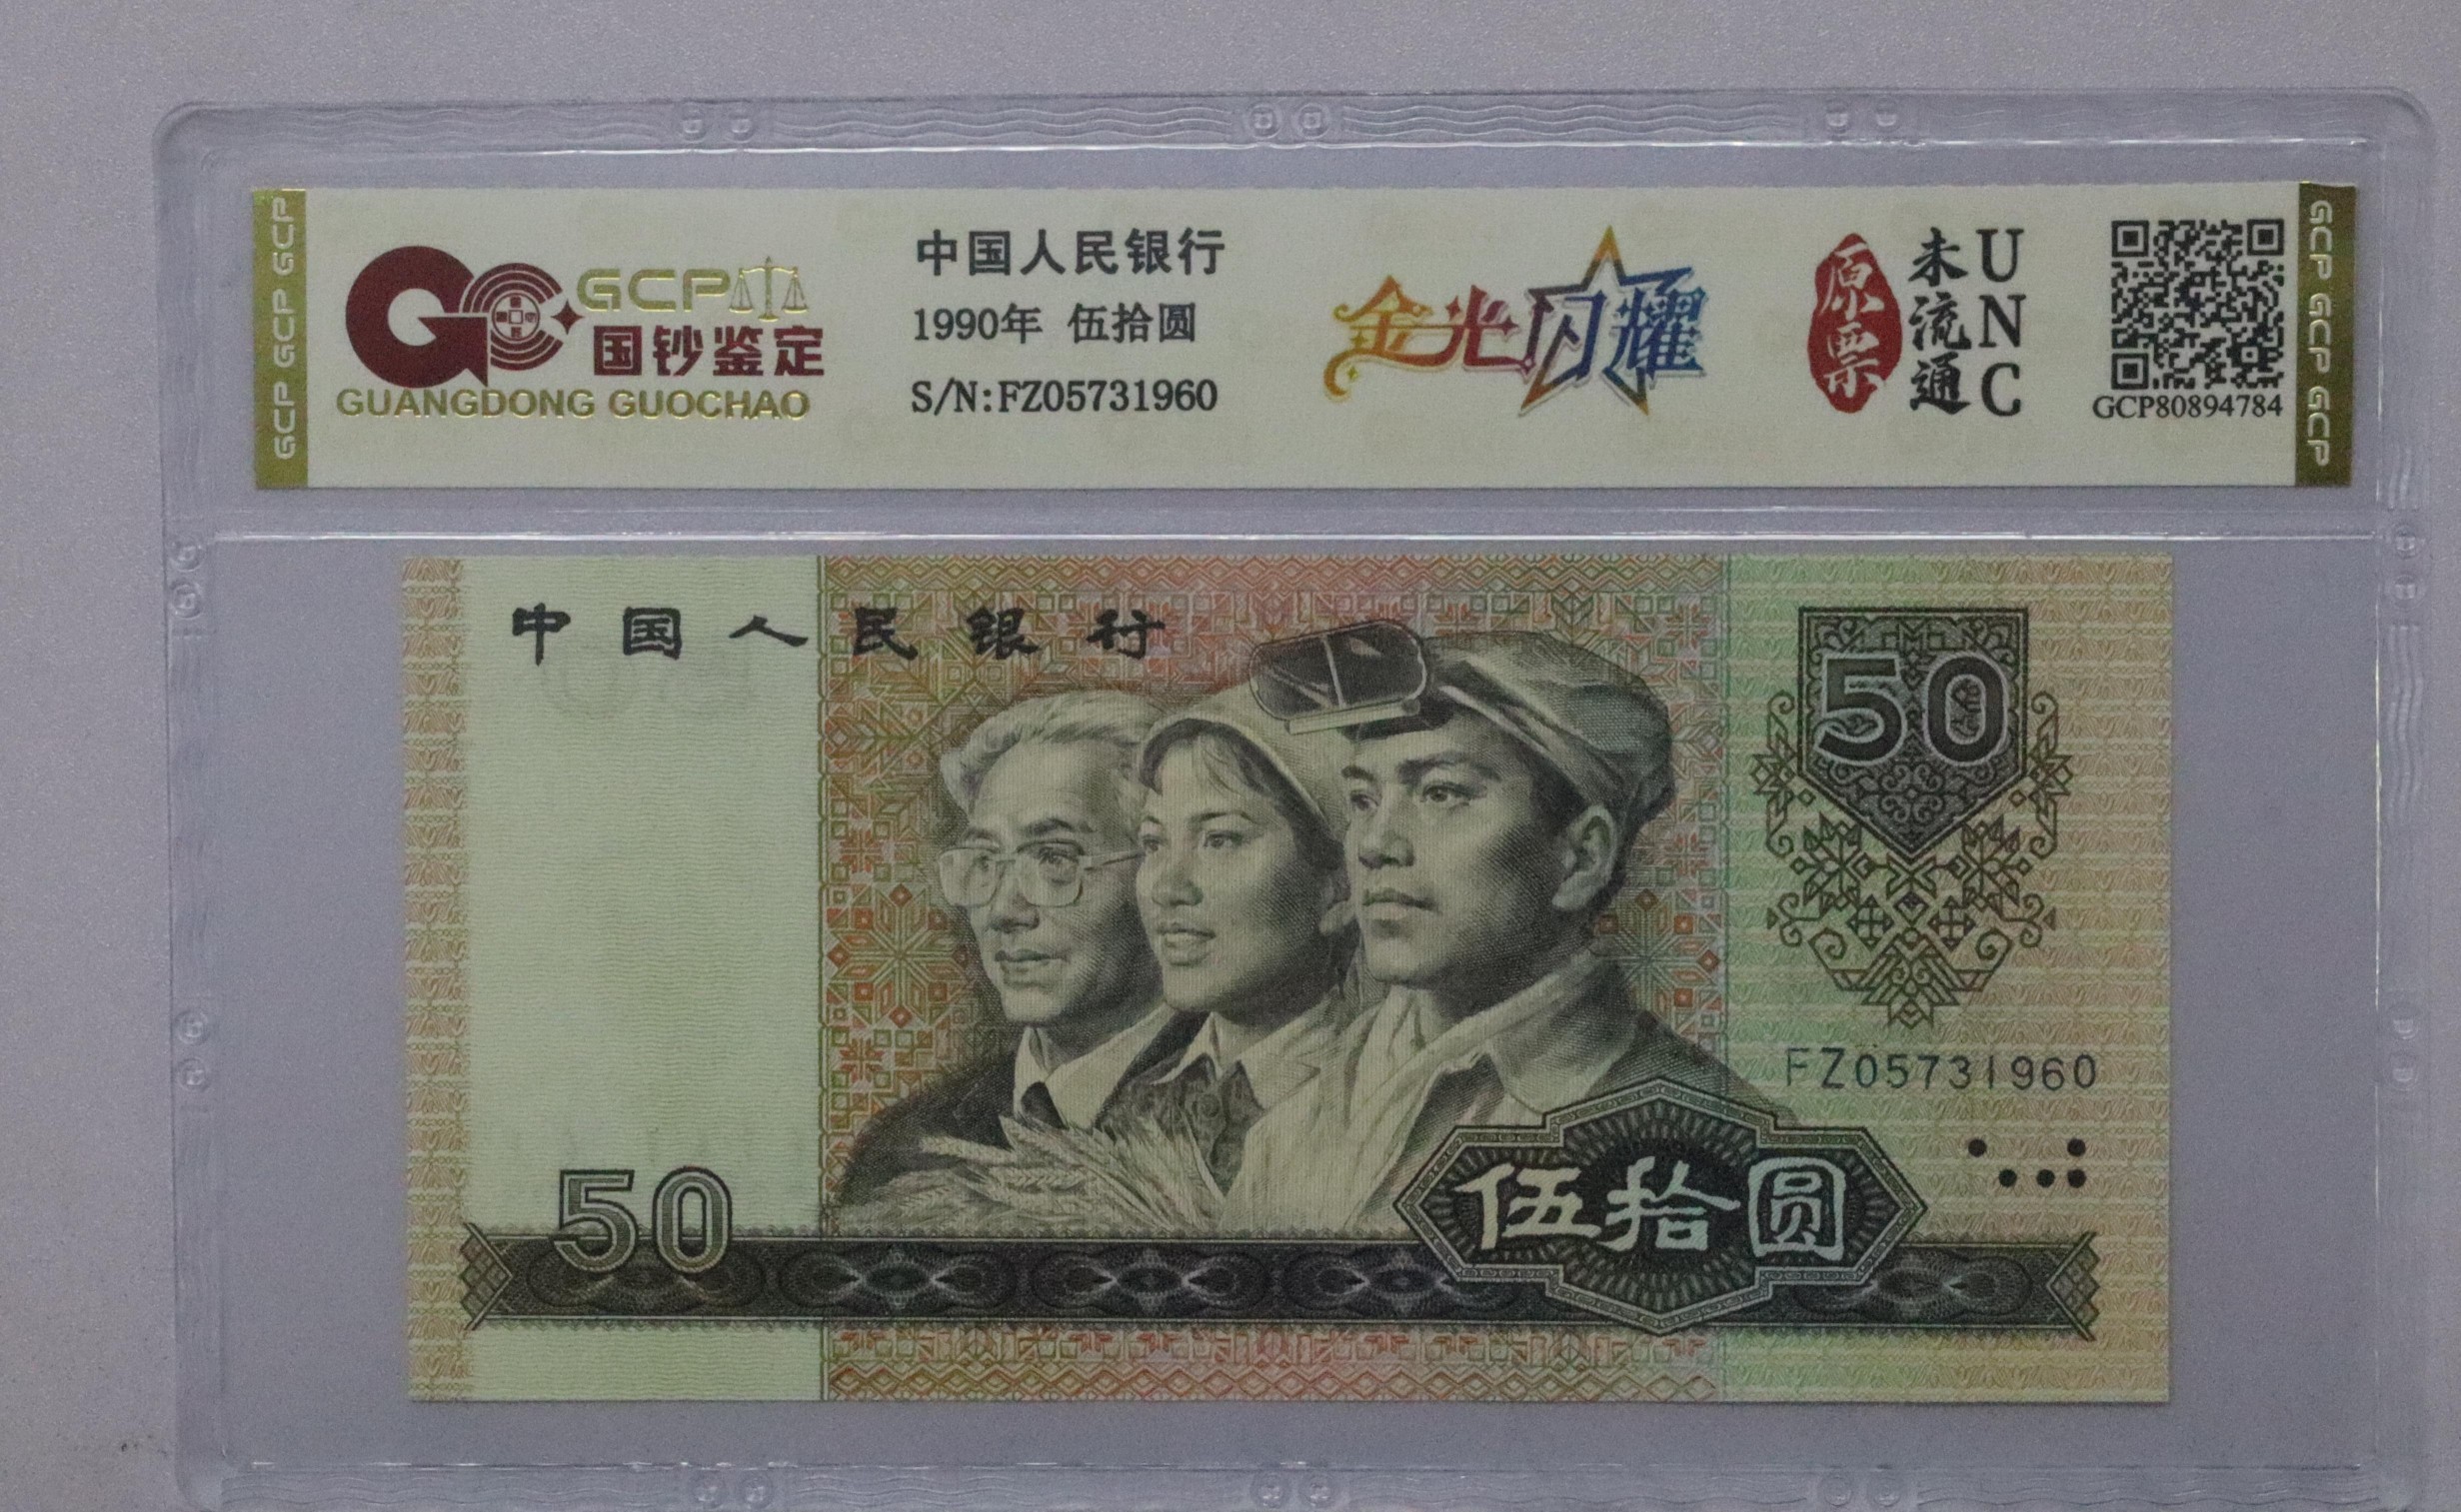 GCP GCP GCP
GCP
国钞鉴定
GUANGDONG GUOCHAO
中国人民银行
1990年 伍拾圆
S/N:FZ05731960
金光闪耀
原票
未流通
UNC
GCP80894784
GCP GCP GCP
中国人民银行
50
FZ05731960
50
伍拾圆